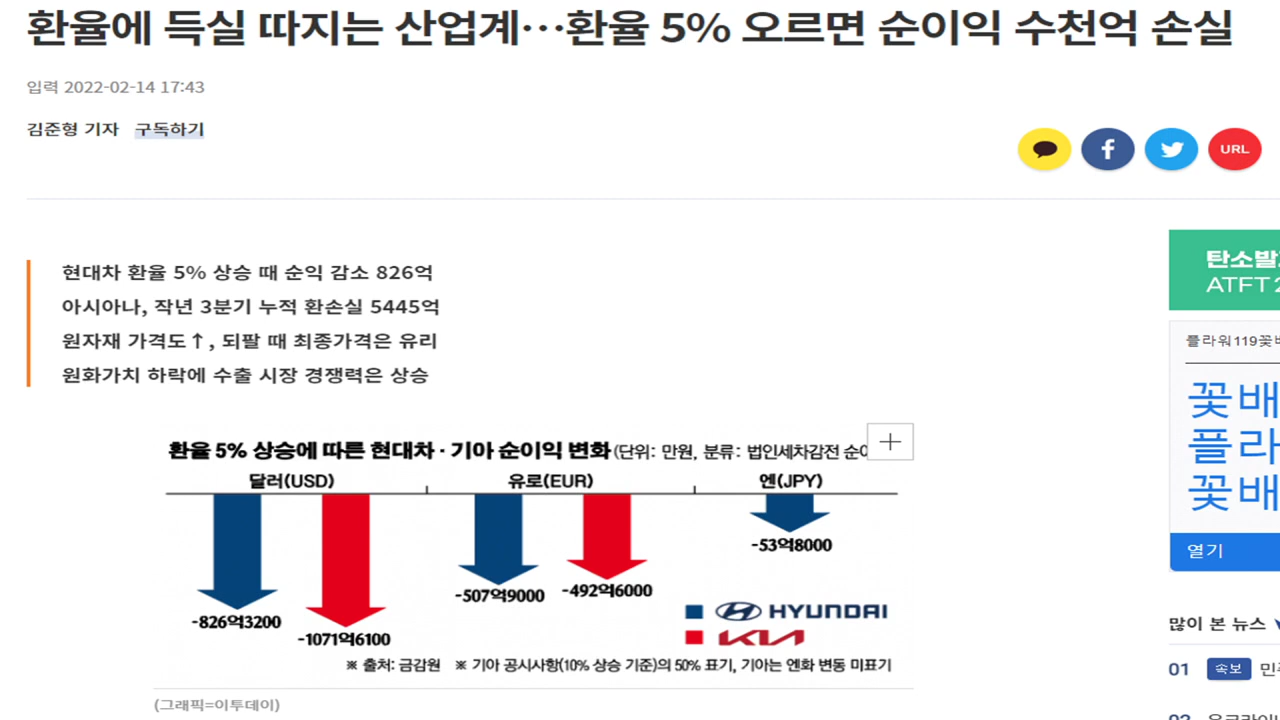 환율에 득실 따지는 산업계…환율 5% 오르면 순이익 수천억 손실
입력 2022-02-14 17:43
김준형 기자 구독하기
URL
현대차 환율 5% 상승 때 순익 감소 826억
아시아나, 작년 3분기 누적 환손실 5445억
원자재 가격도↑, 되팔 때 최종가격은 유리
원화가치 하락에 수출 시장 경쟁력은 상승
환율 5% 상승에 따른 현대차·기아 순이익 변화(단위: 만원, 분류: 법인세차감전 순
달러(USD) 유로(EUR) 엔(JPY)
-826억3200
-1071억6100
-507억9000
-492억6000
-53억8000
HYUNDAI
KIA
※ 출처: 금감원 ※ 기아 공시사항(10% 상승 기준)의 50% 표기, 기아는 엔화 변동 미표기
(그래픽=이투데이)
탄소발
ATFT 2
플라워119꽃배
꽃배
플라
꽃배
열기
많이 본 뉴스
01 속보 민
02